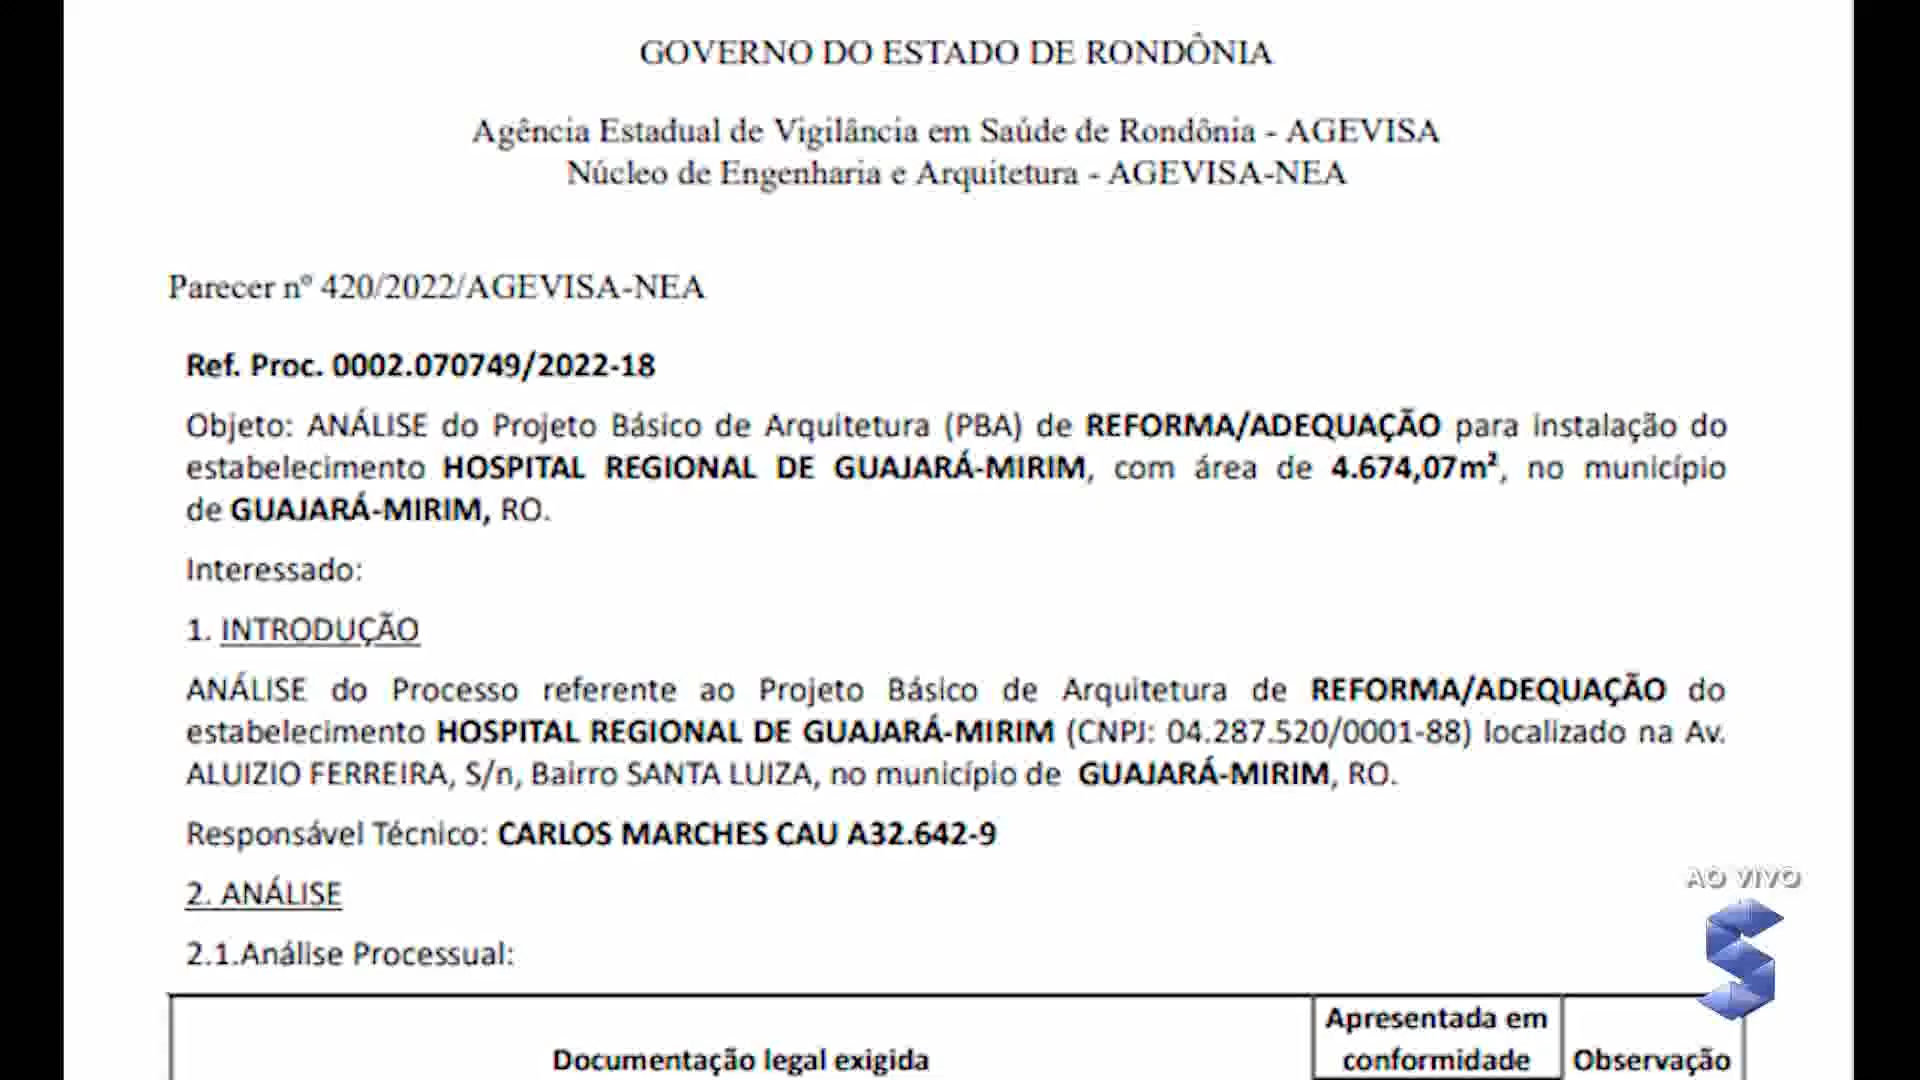 GOVERNO DO ESTADO DE RONDÔNIA
Agência Estadual de Vigilância em Saúde de Rondônia - AGEVISA
Núcleo de Engenharia e Arquitetura - AGEVISA-NEA
Parecer nº 420/2022/AGEVISA-NEA
Ref. Proc. 0002.070749/2022-18
Objeto: ANÁLISE do Projeto Básico de Arquitetura (PBA) de REFORMA/ADEQUAÇÃO para instalação do
estabelecimento HOSPITAL REGIONAL DE GUAJARÁ-MIRIM, com área de 4.674,07m², no município
de GUAJARÁ-MIRIM, RO.
Interessado:
1. INTRODUÇÃO
ANÁLISE do Processo referente ao Projeto Básico de Arquitetura de REFORMA/ADEQUAÇÃO do
estabelecimento HOSPITAL REGIONAL DE GUAJARÁ-MIRIM (CNPJ: 04.287.520/0001-88) localizado na Av.
ALUIZIO FERREIRA, S/n, Bairro SANTA LUIZA, no município de GUAJARÁ-MIRIM, RO.
Responsável Técnico: CARLOS MARCHES CAU A32.642-9
AO VIVO
2. ANÁLISE
2.1.Análise Processual:
Apresentada em
Documentação legal exigida conformidade Observação